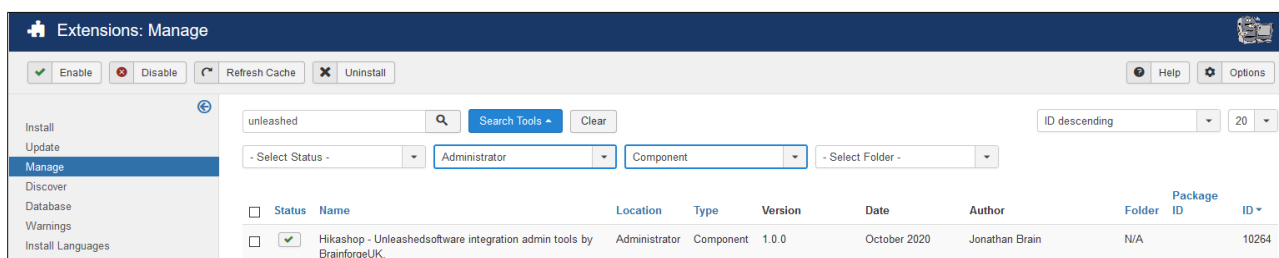 Extensions: Manage
Enable Disable Refresh Cache Uninstall Help Options
Install
Update
Manage
Discover
Database
Warnings
Install Languages
unleashed Search Tools Clear ID descending 20
- Select Status - Administrator Component - Select Folder -
Status Name Location Type Version Date Author Folder Package ID ID
Hikashop - Unleashedsoftware integration admin tools by Administrator Component 1.0.0 October 2020 Jonathan Brain N/A 10264
BrainforgeUK.